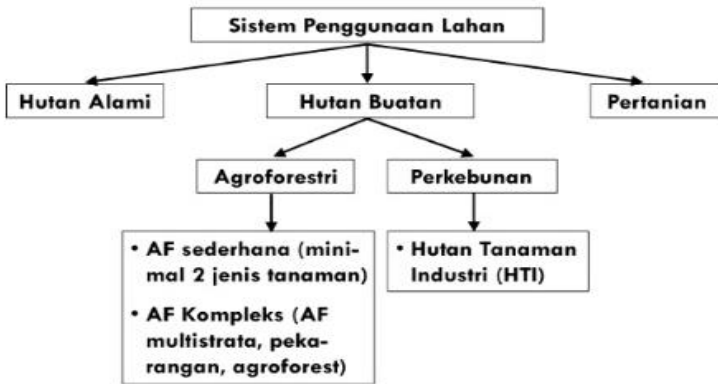 Sistem Penggunaan Lahan
Hutan Alami
Hutan Buatan
Pertanian
Agroforestri
Perkebunan
• AF sederhana (mini-
mal 2 jenis tanaman)
• AF Kompleks (AF
multistrata, peka-
rangan, agroforest)
• Hutan Tanaman
Industri (HTI)